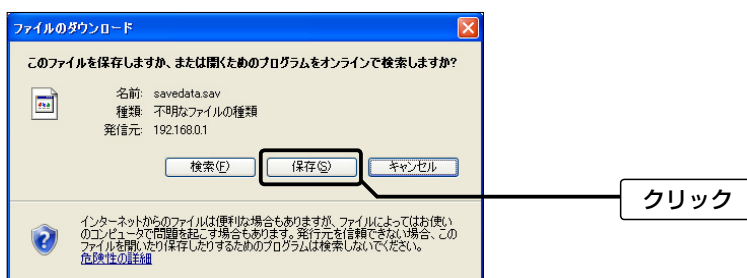 ファイルのダウンロード
このファイルを保存しますか、または開くためのプログラムをオンラインで検索しますか?
名前: savedata.sav
種類: 不明なファイルの種類
発信元: 192.168.0.1
検索(F)
保存(S)
キャンセル
クリック
インターネットからのファイルは便利な場合もありますが、ファイルによってはお使い
のコンピュータで問題を起こす場合もあります。発行元を信頼できない場合、この
ファイルを開いたり保存したりするためのプログラムは検索しないでください。
危険性の詳細